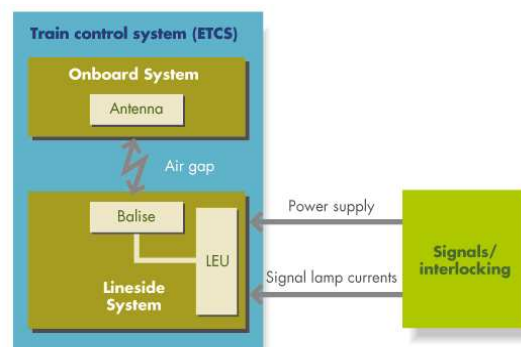 Train control system (ETCS)
Onboard System
Antenna
Air gap
Balise
LEU
Lineside
System
Power supply
Signal lamp currents
Signals/
interlocking